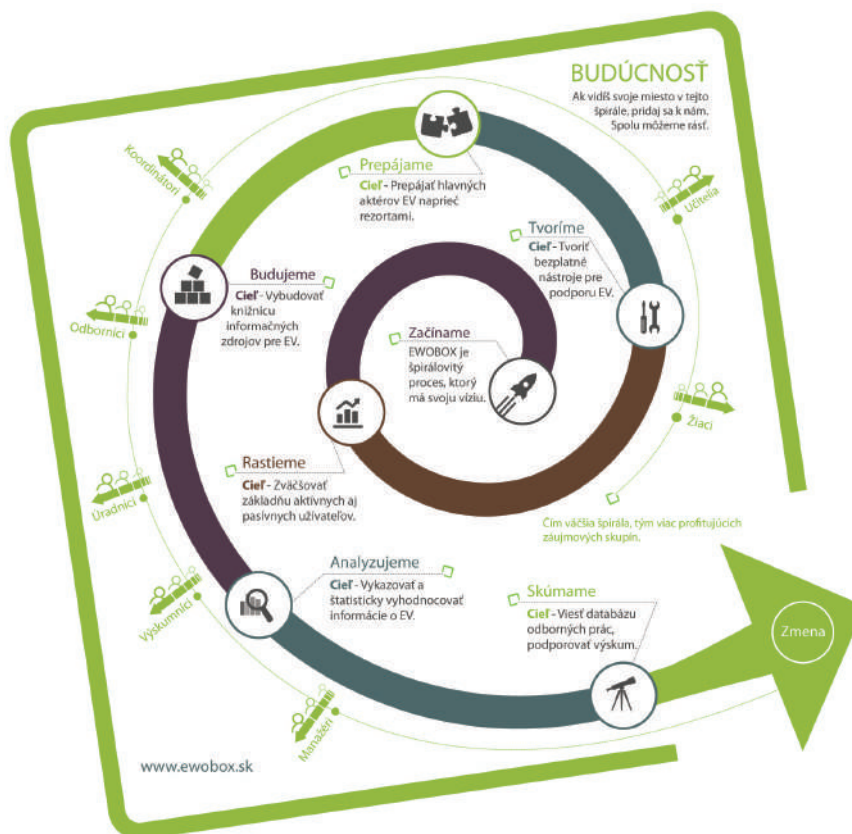 BUDÚCNOSŤ
Ak vidíš svoje miesto v tejto
špirále, pridaj sa k nám.
Spolu môžeme rásť.
Koordinátori
Učitelia
Prepájame
Cieľ - Prepájať hlavných
aktérov EV naprieč
rezortami.
Tvoríme
Cieľ - Tvoriť
bezplatné
nástroje pre
podporu EV.
Budujeme
Cieľ - Vybudovať
knižnicu
informačných
zdrojov pre EV.
Odborníci
Začíname
EWOBOX je
špirálovitý
proces, ktorý
má svoju víziu.
Žiaci
Rastieme
Cieľ - Zväčšovať
základňu aktívnych aj
pasívnych užívateľov.
Úradníci
Čím väčšia špirála, tým viac profitujúcich
záujmových skupín.
Analyzujeme
Cieľ - Vykazovať a
štatisticky vyhodnocovať
informácie o EV.
Výskumníci
Skúmame
Cieľ - Viesť databázu
odborných prác,
podporovať výskum.
Zmena
Manažéri
www.ewobox.sk